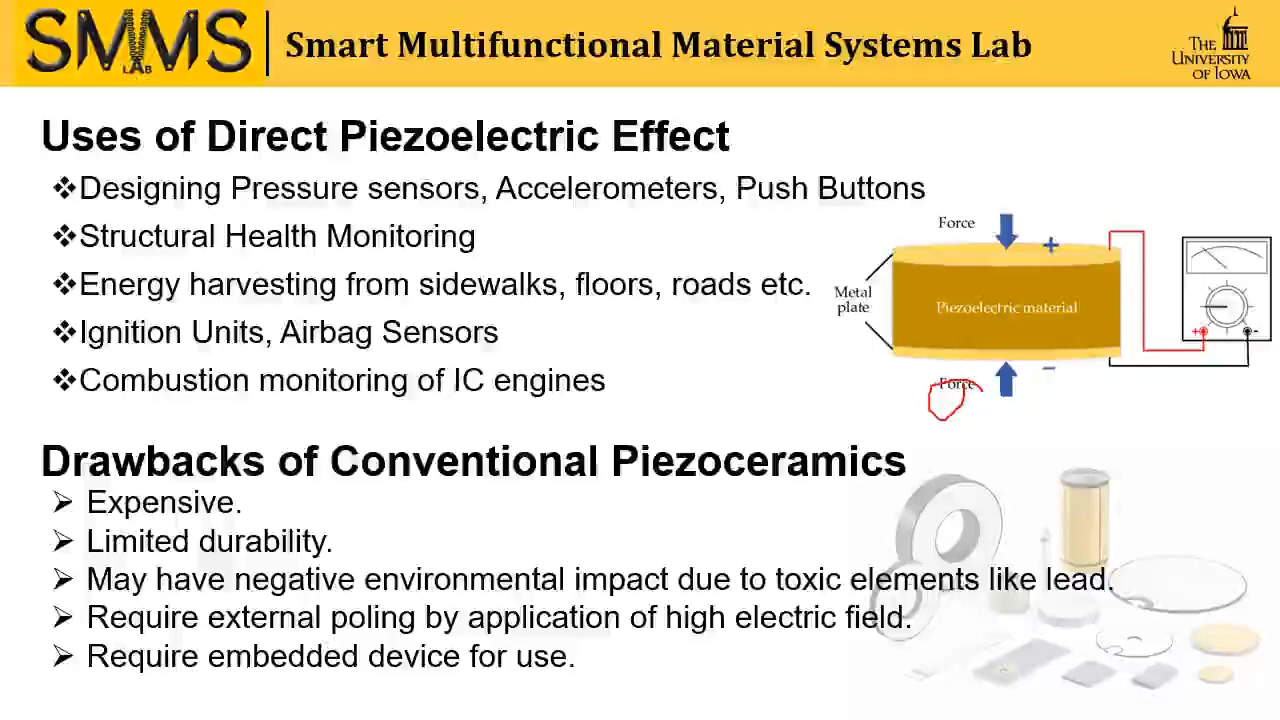 SMMS
LAB
Smart Multifunctional Material Systems Lab
THE
UNIVERSITY
OF IOWA
Uses of Direct Piezoelectric Effect
❖Designing Pressure sensors, Accelerometers, Push Buttons
❖Structural Health Monitoring
❖Energy harvesting from sidewalks, floors, roads etc.
❖Ignition Units, Airbag Sensors
❖Combustion monitoring of IC engines
Force
+
Metal
plate
Piezoelectric material
+ -
−
Force
Drawbacks of Conventional Piezoceramics
➢ Expensive.
➢ Limited durability.
➢ May have negative environmental impact due to toxic elements like lead.
➢ Require external poling by application of high electric field.
➢ Require embedded device for use.